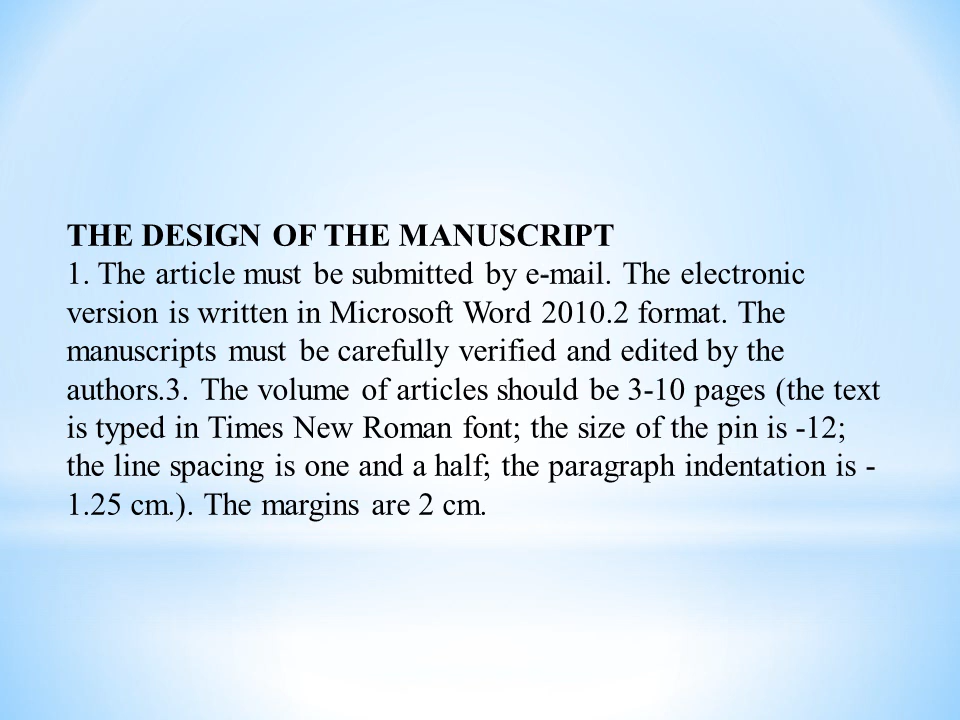 THE DESIGN OF THE MANUSCRIPT
1. The article must be submitted by e-mail. The electronic
version is written in Microsoft Word 2010.2 format. The
manuscripts must be carefully verified and edited by the
authors.3. The volume of articles should be 3-10 pages (the text
is typed in Times New Roman font; the size of the pin is -12;
the line spacing is one and a half; the paragraph indentation is -
1.25 cm.). The margins are 2 cm.